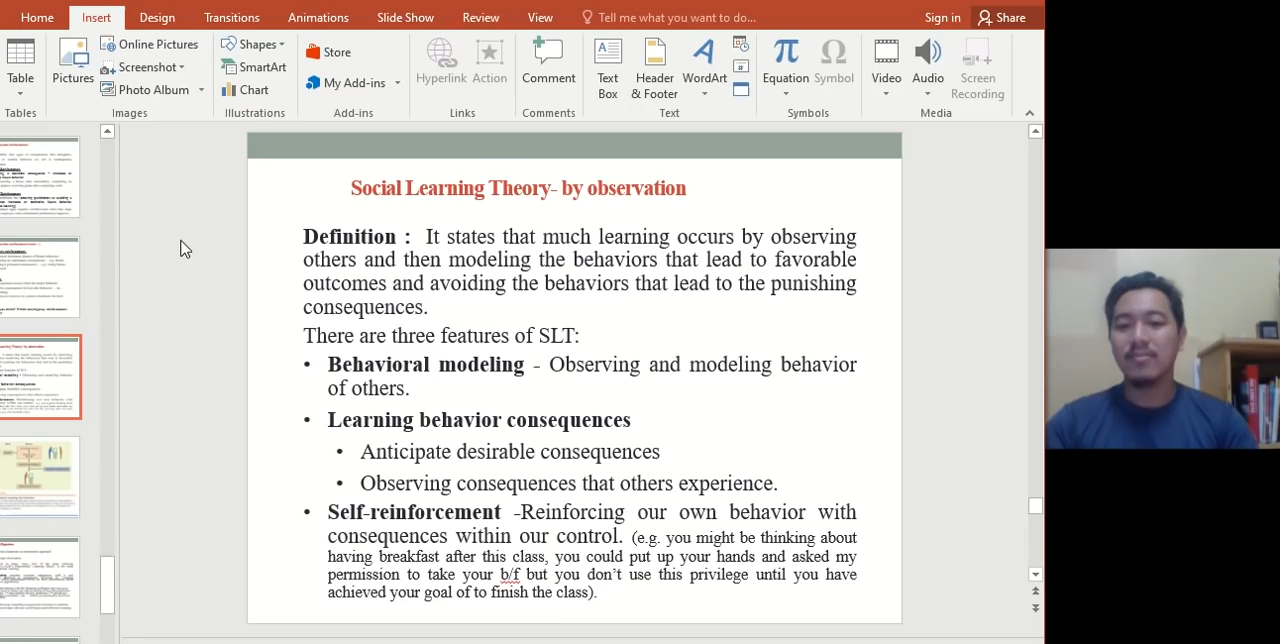 Home Insert Design Transitions Animations Slide Show Review View Tell me what you want to do... Sign in Share
Table
Pictures
Online Pictures
Screenshot
Photo Album
Shapes
SmartArt
Chart
Store
My Add-ins
Hyperlink Action
Comment
Text Box
Header & Footer
WordArt
Equation Symbol
Video Audio Screen Recording
Tables Images Illustrations Add-ins Links Comments Text Symbols Media
Social Learning Theory- by observation
Definition : It states that much learning occurs by observing
others and then modeling the behaviors that lead to favorable
outcomes and avoiding the behaviors that lead to the punishing
consequences.
There are three features of SLT:
• Behavioral modeling - Observing and modeling behavior
of others.
• Learning behavior consequences
• Anticipate desirable consequences
• Observing consequences that others experience.
• Self-reinforcement -Reinforcing our own behavior with
consequences within our control. (e.g. you might be thinking about
having breakfast after this class, you could put up your hands and asked my
permission to take your b/f but you don't use this privilege until you have
achieved your goal of to finish the class).